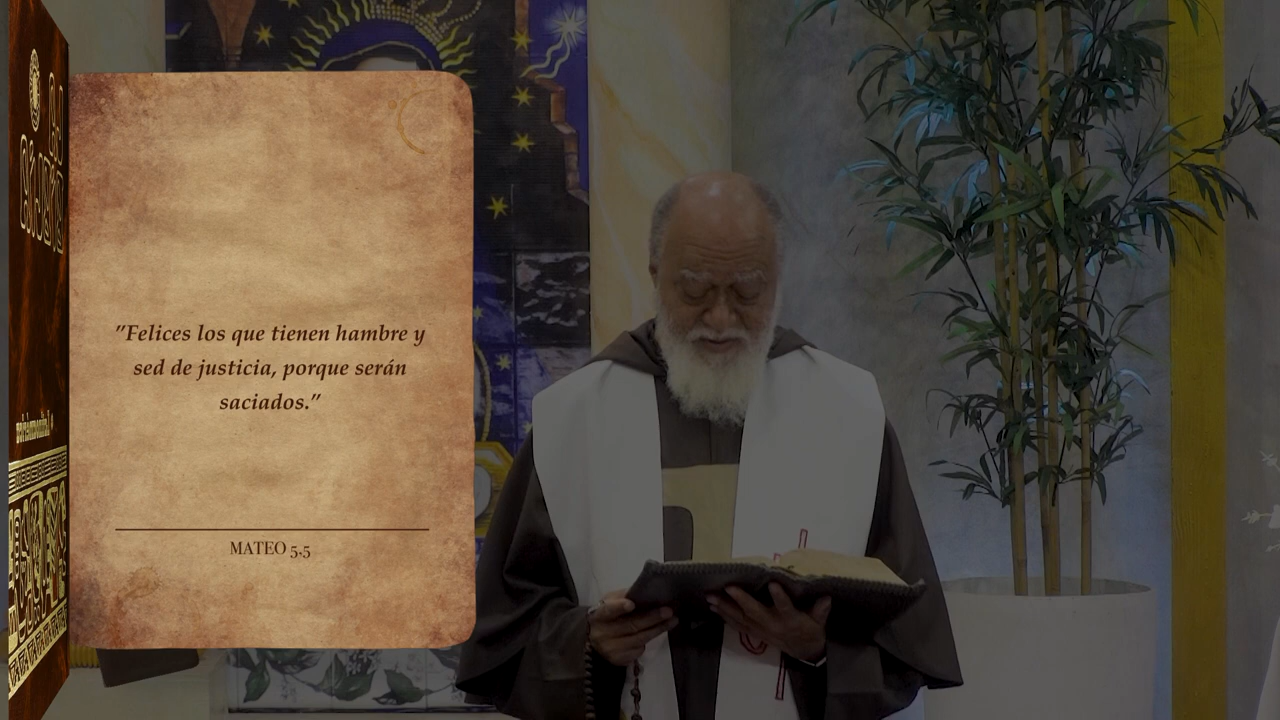 "Felices los que tienen hambre y
sed de justicia, porque serán
saciados."
MATEO 5.5